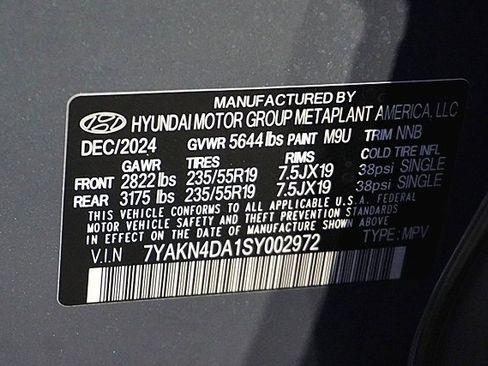 MANUFACTURED BY
HYUNDAI MOTOR GROUP METAPLANT AMERICA, LLC
DEC/2024 GVWR 5644 lbs PAINT M9U TRIM NNB
GAWR TIRES RIMS COLD TIRE INFL
FRONT 2822 lbs 235/55R19 7.5JX19 38psi SINGLE
REAR 3175 lbs 235/55R19 7.5JX19 38psi SINGLE
THIS VEHICLE CONFORMS TO ALL APPLICABLE U.S.A. FEDERAL
MOTOR VEHICLE SAFETY AND THEFT PREVENTION STANDARDS
IN EFFECT ON THE DATE OF MANUFACTURE SHOWN ABOVE
V.I.N 7YAKN4DA1SY002972 TYPE: MPV